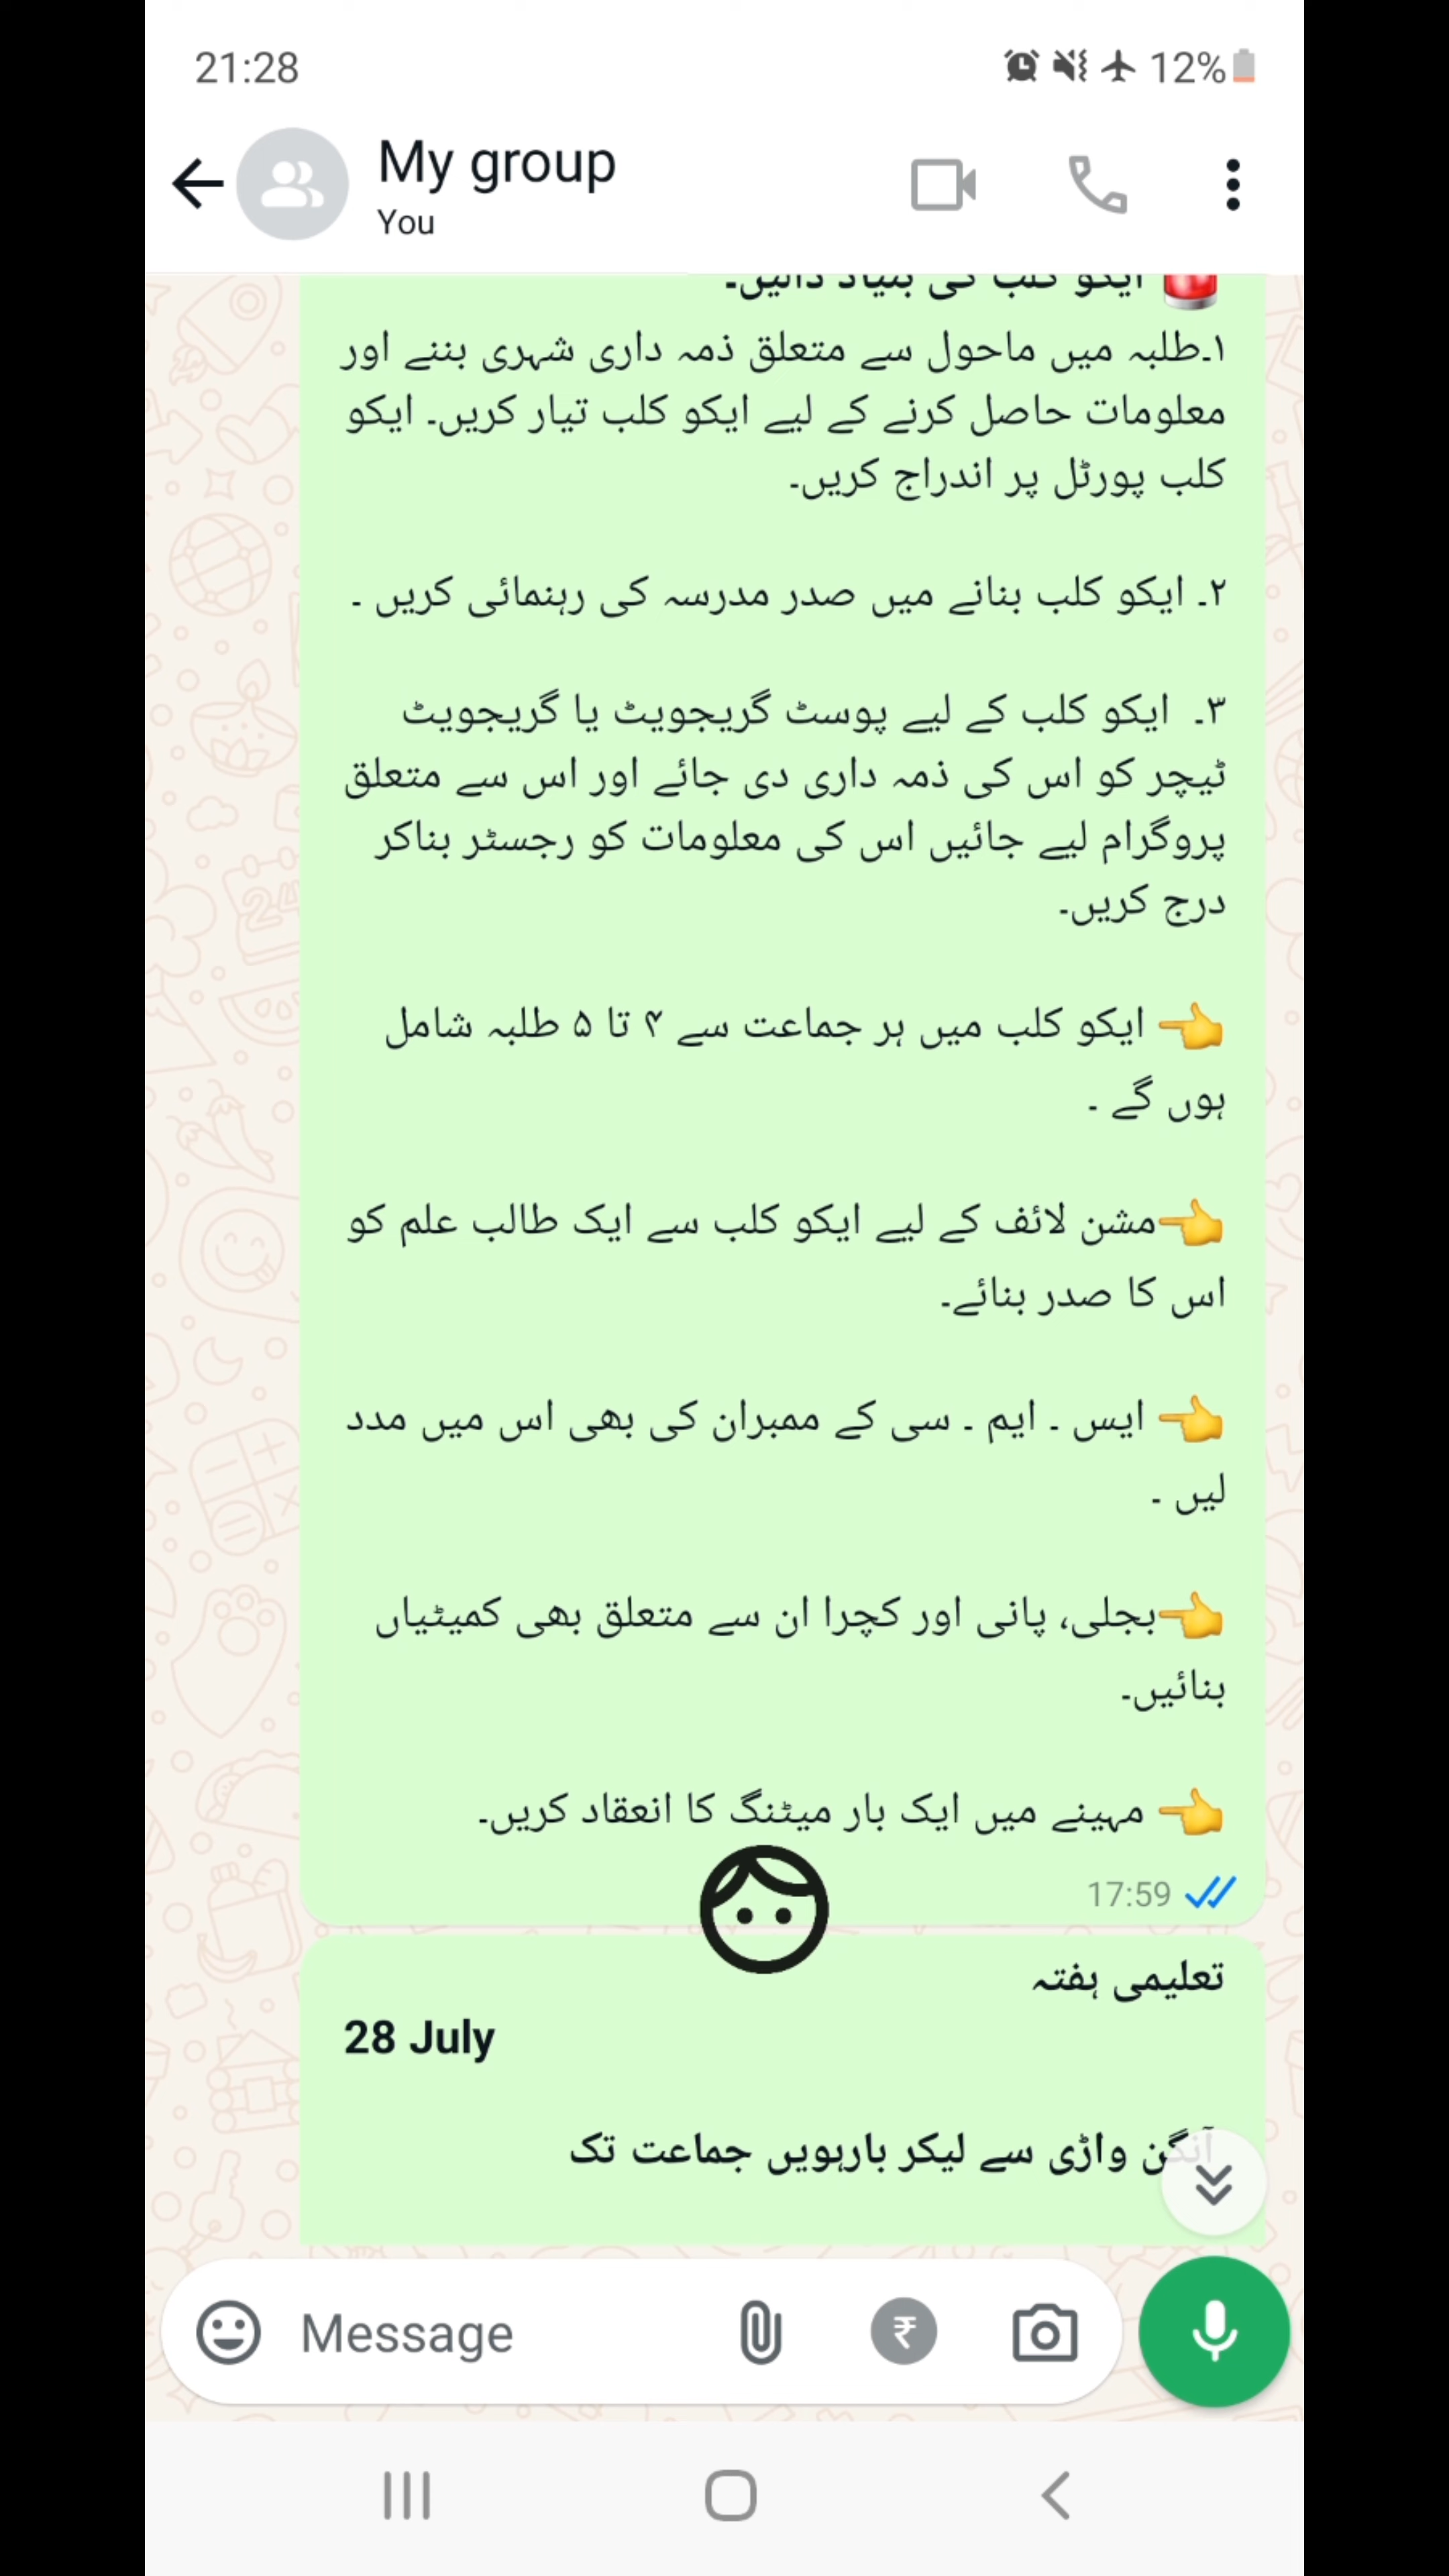 21:28
12%
My group
You
🚨 ایکو کلب کی بنیاد ڈالیں۔
۱۔طلبہ میں ماحول سے متعلق ذمہ داری شہری بننے اور
معلومات حاصل کرنے کے لیے ایکو کلب تیار کریں۔ ایکو
کلب پورٹل پر اندراج کریں۔
۲۔ ایکو کلب بنانے میں صدر مدرسہ کی رہنمائی کریں ۔
۳۔ ایکو کلب کے لیے پوسٹ گریجویٹ یا گریجویٹ
ٹیچر کو اس کی ذمہ داری دی جائے اور اس سے متعلق
پروگرام لیے جائیں اس کی معلومات کو رجسٹر بناکر
درج کریں۔
👈 ایکو کلب میں ہر جماعت سے ۴ تا ۵ طلبہ شامل
ہوں گے ۔
👈مشن لائف کے لیے ایکو کلب سے ایک طالب علم کو
اس کا صدر بنائے۔
👈 ایس ۔ ایم ۔ سی کے ممبران کی بھی اس میں مدد
لیں ۔
👈بجلی، پانی اور کچرا ان سے متعلق بھی کمیٹیاں
بنائیں۔
👈 مہینے میں ایک بار میٹنگ کا انعقاد کریں۔
17:59
تعلیمی ہفتہ
28 July
آنگن واڑی سے لیکر بارہویں جماعت تک
Message